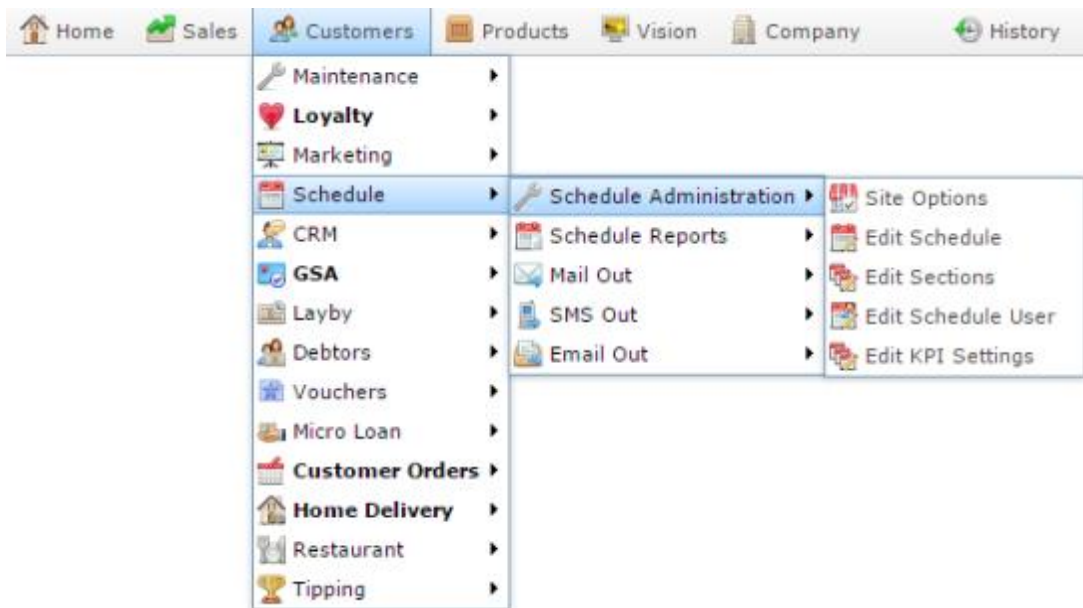 Home Sales Customers Products Vision Company History
Maintenance
Loyalty
Marketing
Schedule Schedule Administration Site Options
CRM Schedule Reports Edit Schedule
GSA Mail Out Edit Sections
Layby SMS Out Edit Schedule User
Debtors Email Out Edit KPI Settings
Vouchers
Micro Loan
Customer Orders
Home Delivery
Restaurant
Tipping